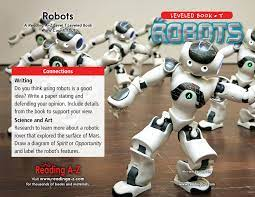 Robots
A Reading A–Z Level T Leveled Book
Connections
Writing
Do you think using robots is a good
idea? Write a paper stating and
defending your opinion. Include details
from the book to support your view.
Science and Art
Research to learn more about a robotic
rover that explored the surface of Mars.
Draw a diagram of Spirit or Opportunity
and label the robot's features.
Reading A-Z
Visit www.readinga-z.com
for thousands of books and materials.
LEVELED BOOK • T
ROBOTS